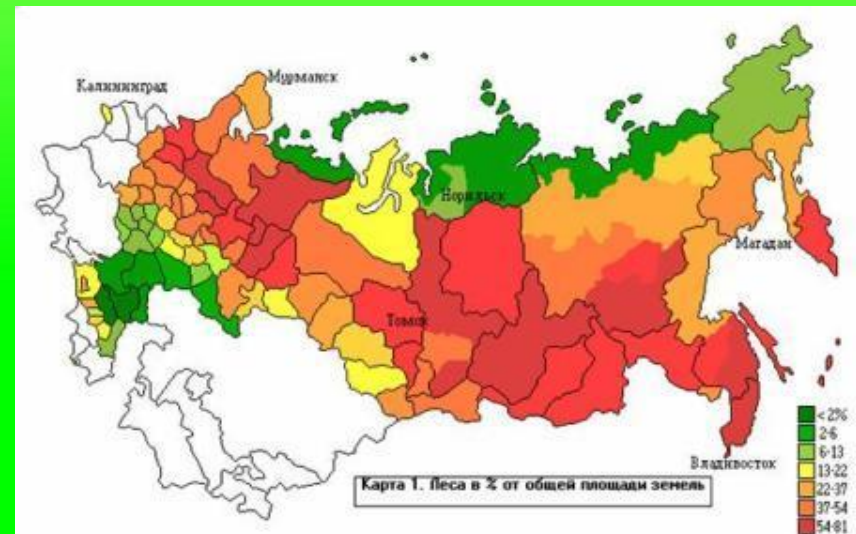 Калининград
Мурманск
Норильск
Магадан
Томск
Владивосток
Карта 1. Леса в % от общей площади земель
< 2%
2-6
6-13
13-22
22-37
37-54
54-81